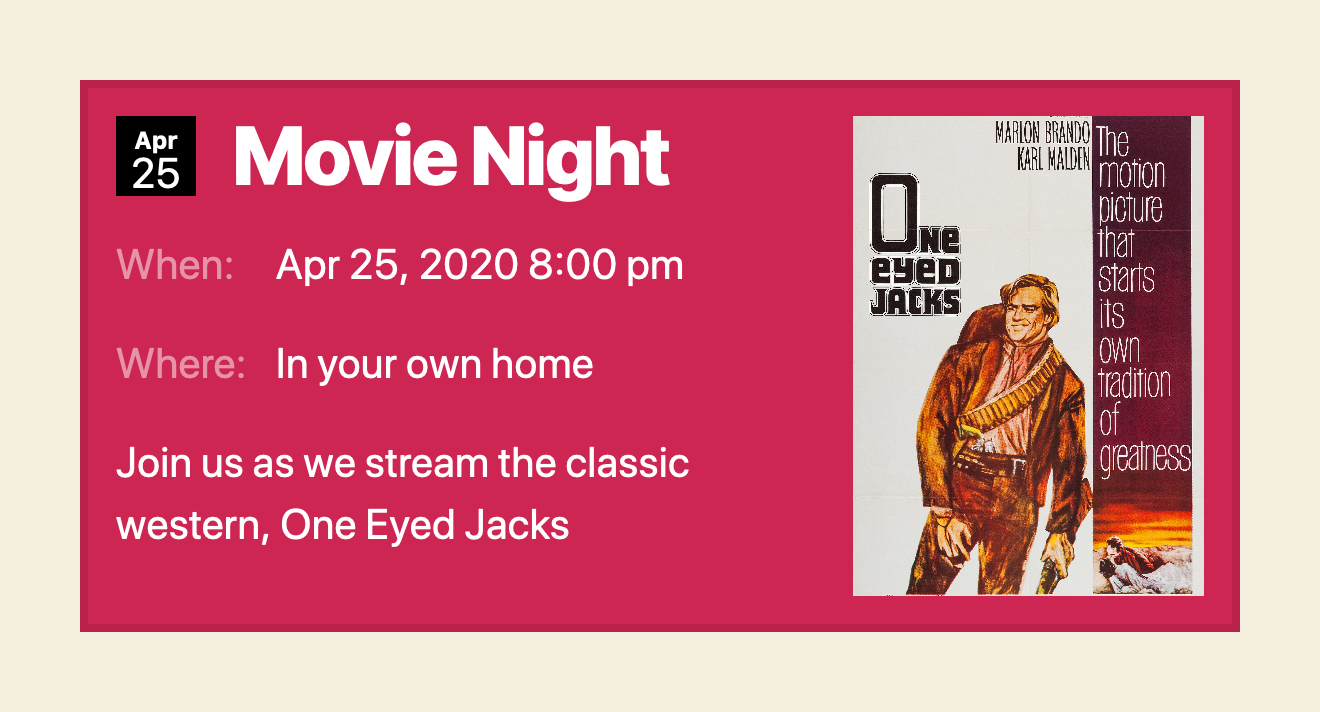 Apr
25
Movie Night
When: Apr 25, 2020 8:00 pm
Where: In your own home
Join us as we stream the classic
western, One Eyed Jacks
MARLON BRANDO
KARL MALDEN
One
eyed
JACKS
The
motion
picture
that
starts
its
own
tradition
of
greatness